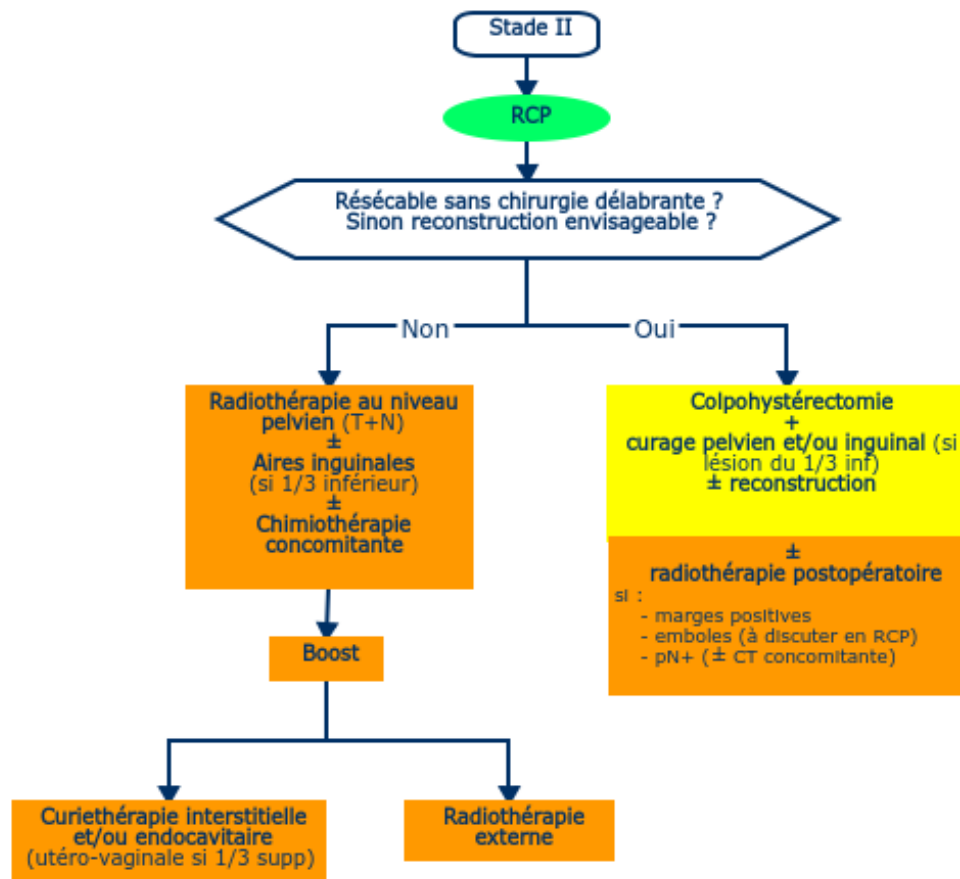 Stade II
RCP
Résécable sans chirurgie délabrante ?
Sinon reconstruction envisageable ?
Non
Oui
Radiothérapie au niveau
pelvien (T+N)
±
Aires inguinales
(si 1/3 inférieur)
±
Chimiothérapie
concomitante
Colpohystérectomie
+
curage pelvien et/ou inguinal (si
lésion du 1/3 inf)
± reconstruction
±
radiothérapie postopératoire
si :
- marges positives
- emboles (à discuter en RCP)
- pN+ (± CT concomitante)
Boost
Curiethérapie interstitielle
et/ou endocavitaire
(utéro-vaginale si 1/3 supp)
Radiothérapie
externe